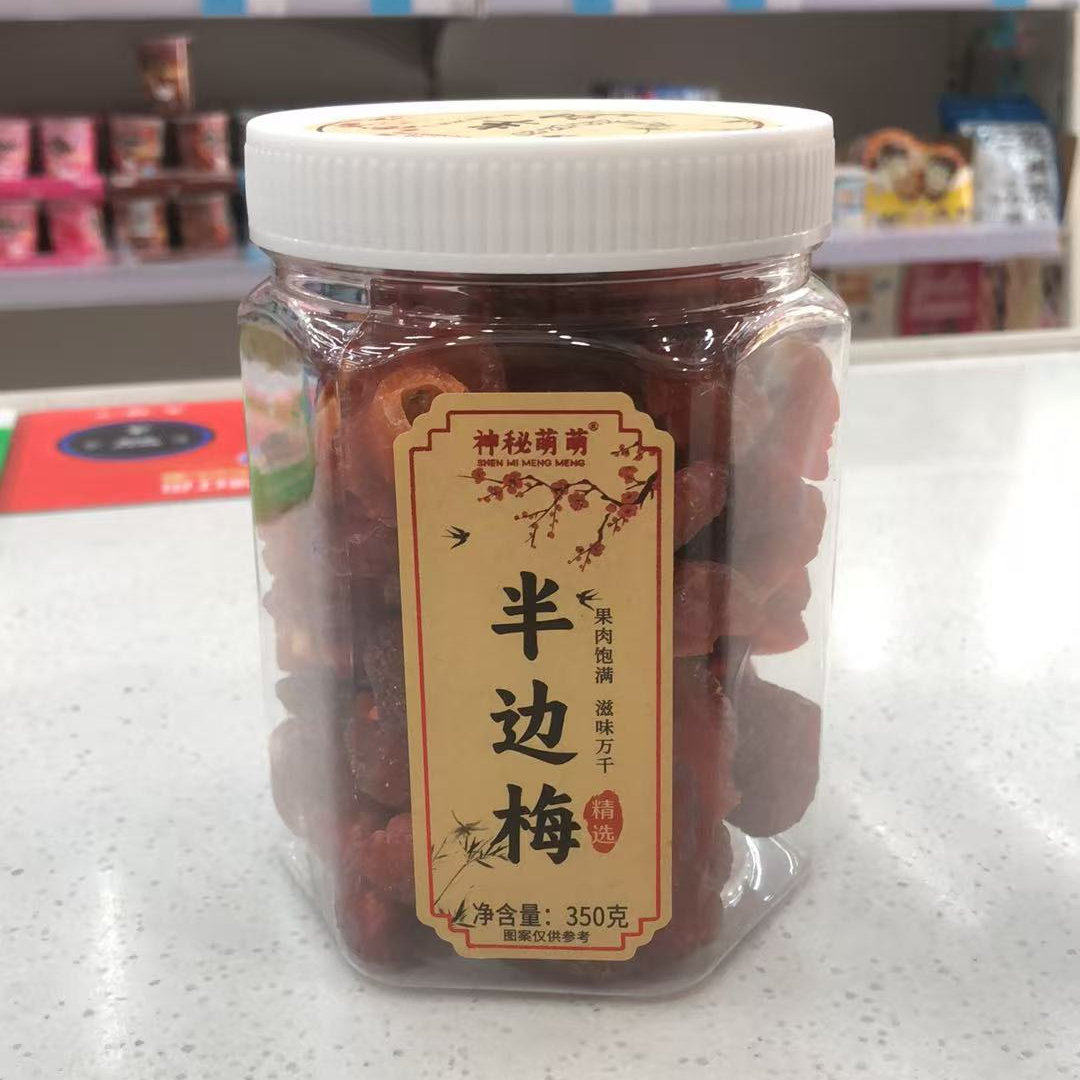 神秘萌萌®
SHEN MI MENG MENG
半边梅
果肉饱满 滋味万千
精选
净含量：350克
图案仅供参考